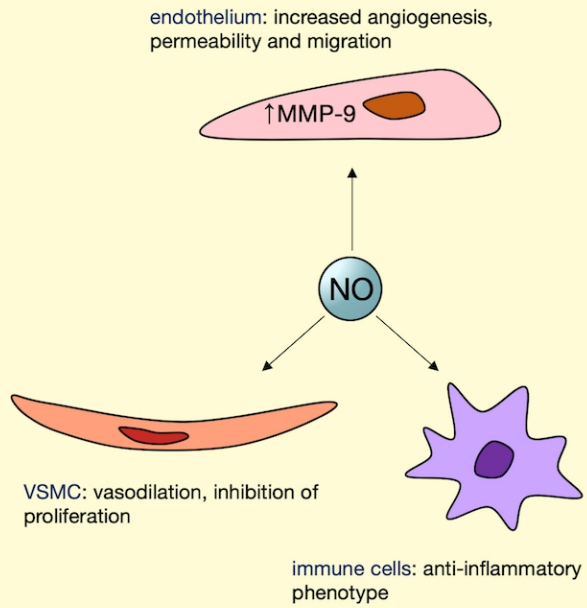 endothelium: increased angiogenesis,
permeability and migration
↑MMP-9
NO
VSMC: vasodilation, inhibition of
proliferation
immune cells: anti-inflammatory
phenotype